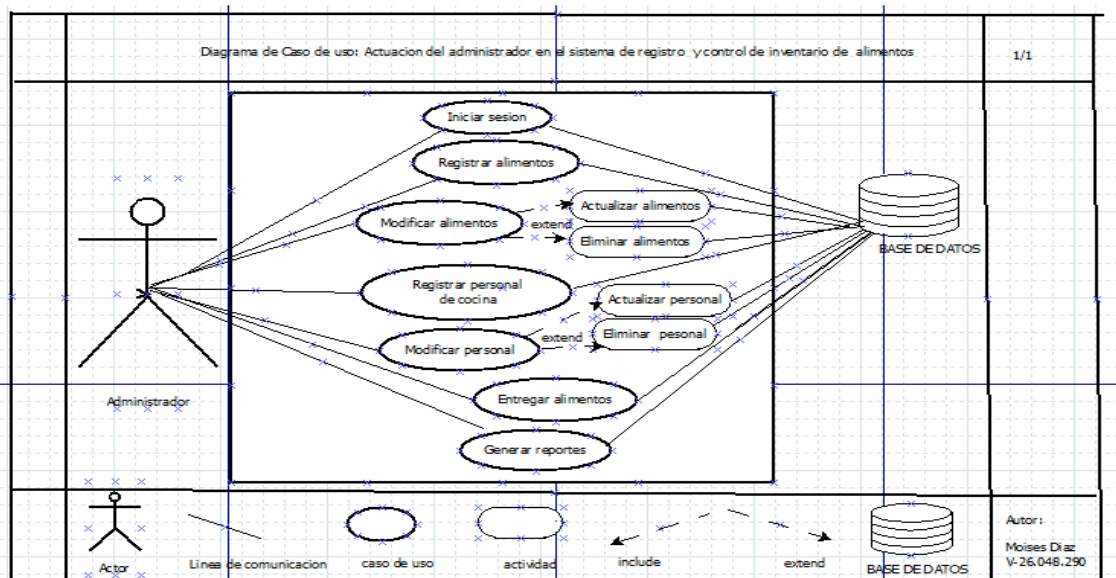 Diagrama de Caso de uso: Actuacion del administrador en el sistema de registro y control de inventario de alimentos
1/1
Iniciar sesion
Registrar alimentos
Modificar alimentos
extend
Actualizar alimentos
Eliminar alimentos
BASE DE DATOS
Registrar personal
de cocina
Actualizar personal
Eliminar pesonal
extend
Modificar personal
Entregar alimentos
Administrador
Generar reportes
Actor
Linea de comunicacion
caso de uso
actividad
include
extend
BASE DE DATOS
Autor:
Moises Diaz
V-26.048.290